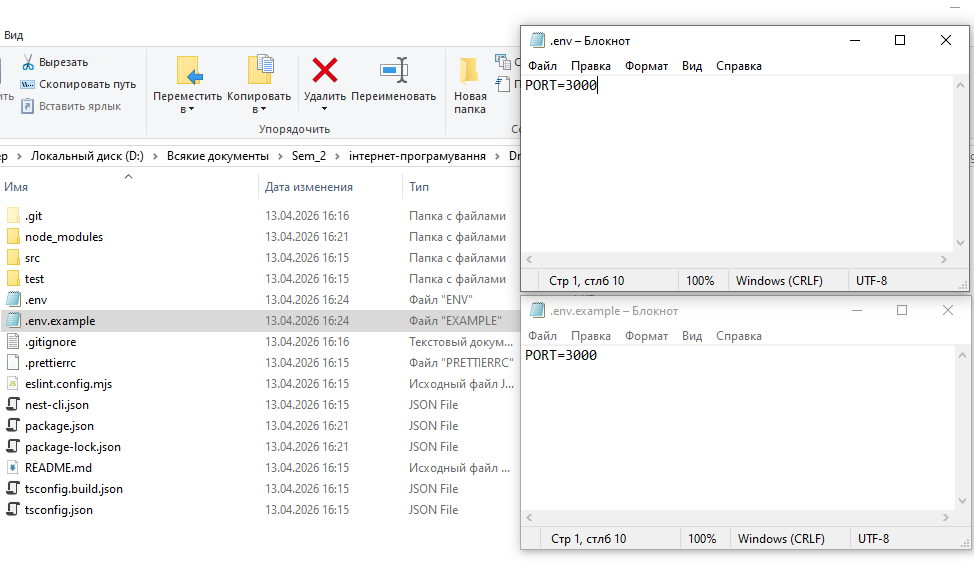 Вид
Вырезать
Скопировать путь
Вставить ярлык
Переместить в
Копировать в
Удалить
Переименовать
Новая папка
Упорядочить
Локальный диск (D:) > Всякие документы > Sem_2 > інтернет-програмування >
Имя Дата изменения Тип
.git 13.04.2026 16:16 Папка с файлами
node_modules 13.04.2026 16:21 Папка с файлами
src 13.04.2026 16:15 Папка с файлами
test 13.04.2026 16:15 Папка с файлами
.env 13.04.2026 16:24 Файл "ENV"
.env.example 13.04.2026 16:24 Файл "EXAMPLE"
.gitignore 13.04.2026 16:16 Текстовый докум...
.prettierrc 13.04.2026 16:15 Файл "PRETTIERRC"
eslint.config.mjs 13.04.2026 16:15 Исходный файл J...
nest-cli.json 13.04.2026 16:15 JSON File
package.json 13.04.2026 16:21 JSON File
package-lock.json 13.04.2026 16:21 JSON File
README.md 13.04.2026 16:15 Исходный файл ...
tsconfig.build.json 13.04.2026 16:15 JSON File
tsconfig.json 13.04.2026 16:15 JSON File
.env – Блокнот
Файл Правка Формат Вид Справка
PORT=3000
Стр 1, стлб 10 100% Windows (CRLF) UTF-8
.env.example – Блокнот
Файл Правка Формат Вид Справка
PORT=3000
Стр 1, стлб 10 100% Windows (CRLF) UTF-8